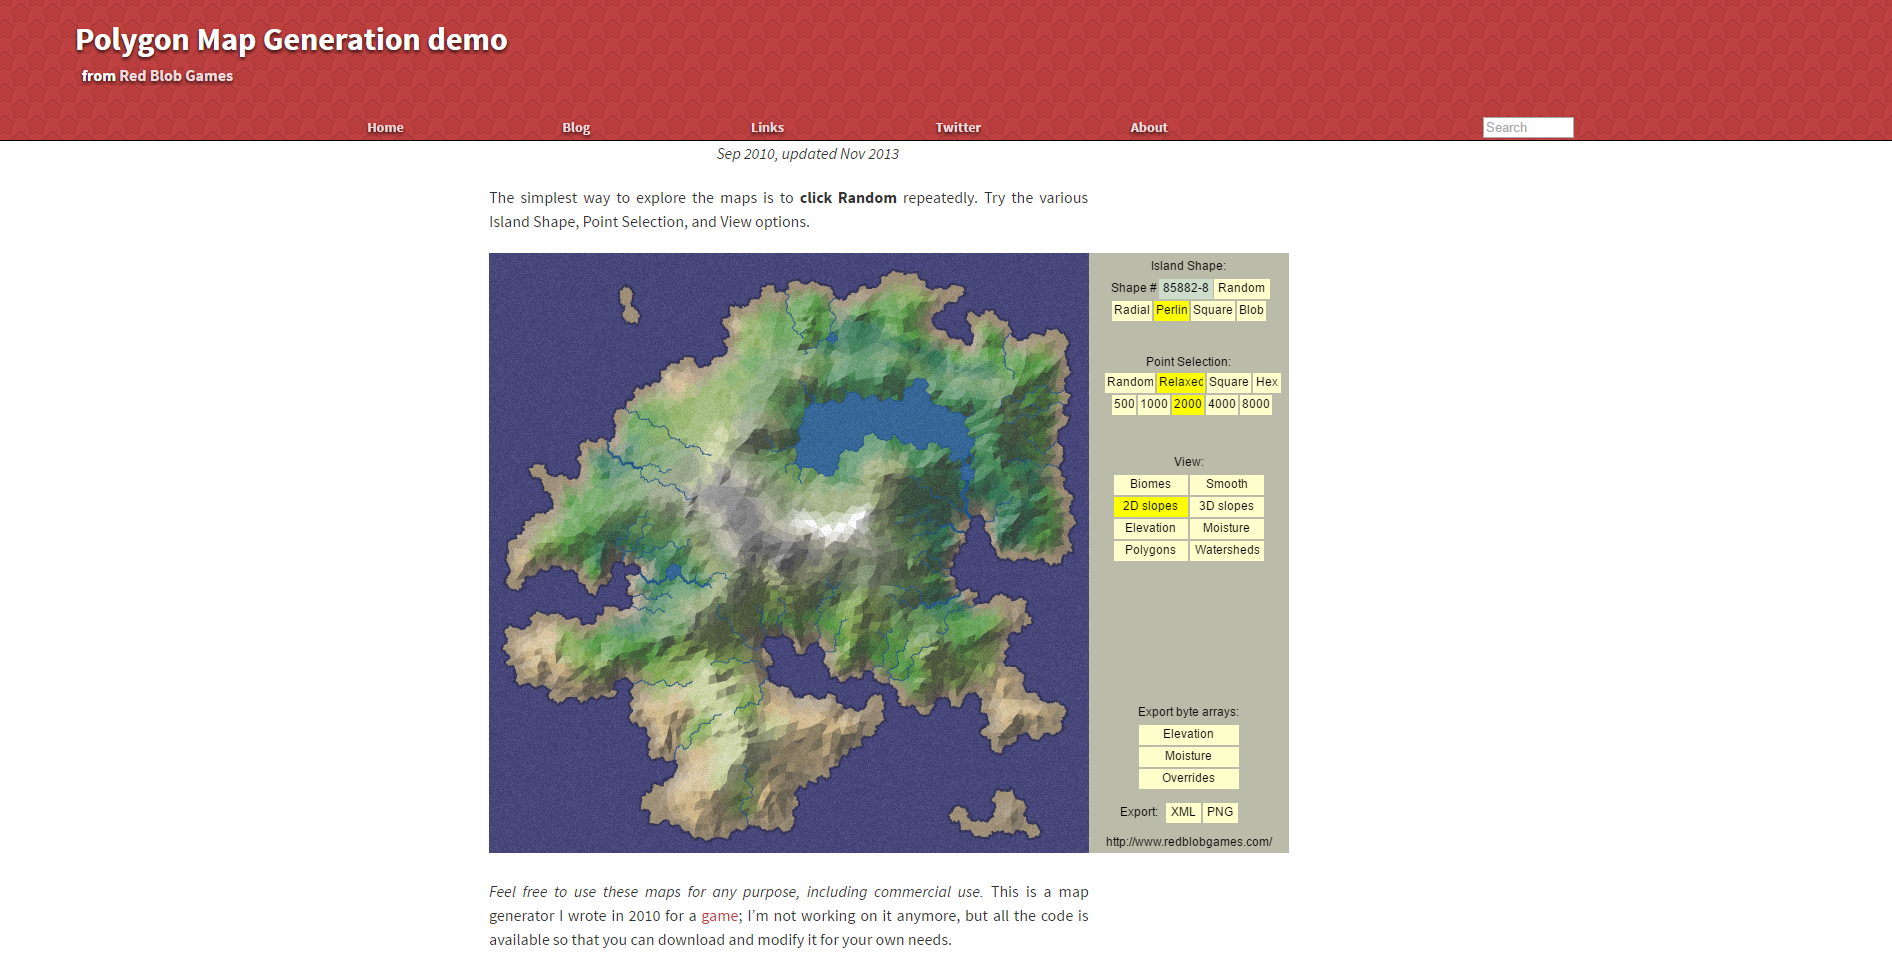 Polygon Map Generation demo
from Red Blob Games
Home Blog Links Twitter About Search
Sep 2010, updated Nov 2013
The simplest way to explore the maps is to click Random repeatedly. Try the various
Island Shape, Point Selection, and View options.
Island Shape:
Shape # 85882-8 Random
Radial Perlin Square Blob
Point Selection:
Random Relaxed Square Hex
500 1000 2000 4000 8000
View:
Biomes Smooth
2D slopes 3D slopes
Elevation Moisture
Polygons Watersheds
Export byte arrays:
Elevation
Moisture
Overrides
Export: XML PNG
http://www.redblobgames.com/
Feel free to use these maps for any purpose, including commercial use. This is a map
generator I wrote in 2010 for a game; I’m not working on it anymore, but all the code is
available so that you can download and modify it for your own needs.